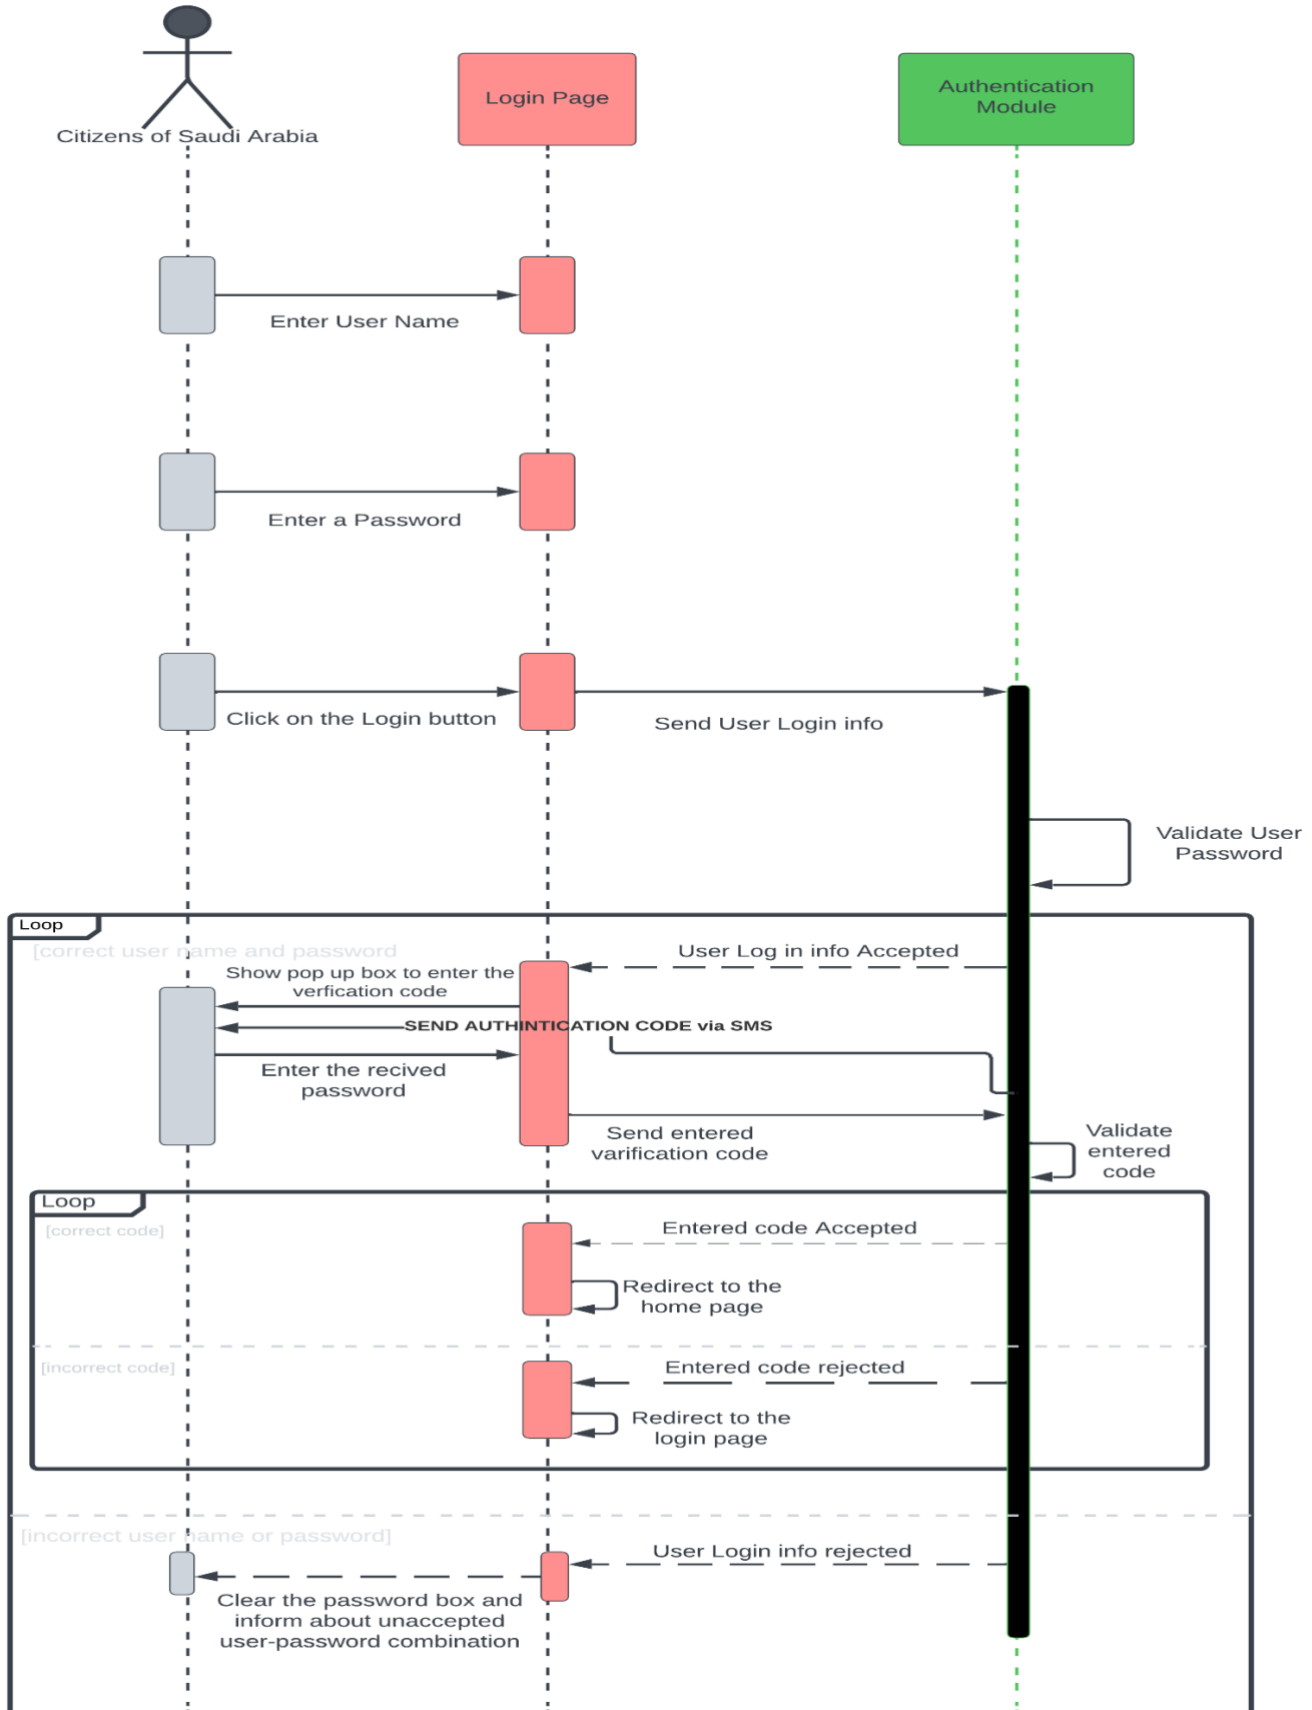 Citizens of Saudi Arabia
Login Page
Authentication
Module
Enter User Name
Enter a Password
Click on the Login button
Send User Login info
Validate User
Password
Loop
[correct user name and password
User Log in info Accepted
Show pop up box to enter the
verfication code
SEND AUTHINTICATION CODE via SMS
Enter the recived
password
Send entered
varification code
Validate
entered
code
Loop
[correct code]
Entered code Accepted
Redirect to the
home page
[incorrect code]
Entered code rejected
Redirect to the
login page
[incorrect user name or password]
User Login info rejected
Clear the password box and
inform about unaccepted
user-password combination